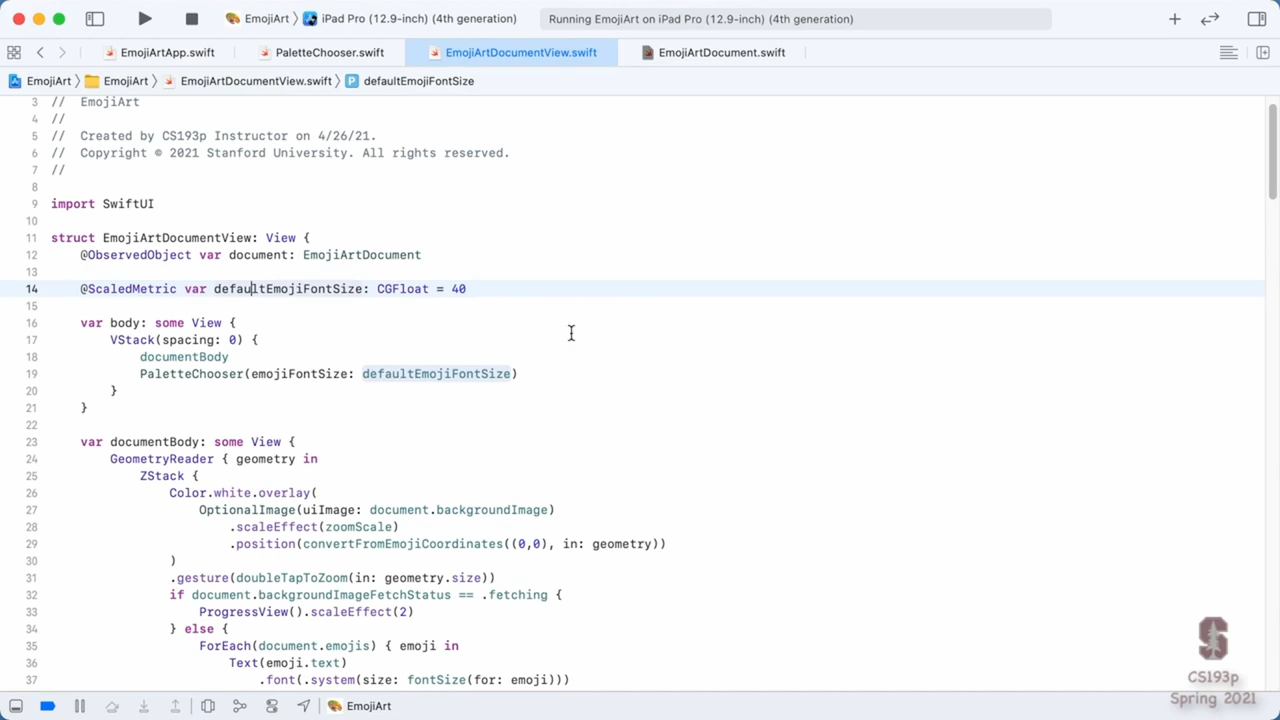 EmojiArt 〉 iPad Pro (12.9-inch) (4th generation)
Running EmojiArt on iPad Pro (12.9-inch) (4th generation)
EmojiArtApp.swift
PaletteChooser.swift
EmojiArtDocumentView.swift
EmojiArtDocument.swift
EmojiArt 〉 EmojiArt 〉 EmojiArtDocumentView.swift 〉 P defaultEmojiFontSize
3 //  EmojiArt
4 //
5 //  Created by CS193p Instructor on 4/26/21.
6 //  Copyright © 2021 Stanford University. All rights reserved.
7 //
8
9 import SwiftUI
10
11 struct EmojiArtDocumentView: View {
12     @ObservedObject var document: EmojiArtDocument
13
14     @ScaledMetric var defaultEmojiFontSize: CGFloat = 40
15
16     var body: some View {
17         VStack(spacing: 0) {
18             documentBody
19             PaletteChooser(emojiFontSize: defaultEmojiFontSize)
20         }
21     }
22
23     var documentBody: some View {
24         GeometryReader { geometry in
25             ZStack {
26                 Color.white.overlay(
27                     OptionalImage(uiImage: document.backgroundImage)
28                         .scaleEffect(zoomScale)
29                         .position(convertFromEmojiCoordinates((0,0), in: geometry))
30                 )
31                 .gesture(doubleTapToZoom(in: geometry.size))
32                 if document.backgroundImageFetchStatus == .fetching {
33                     ProgressView().scaleEffect(2)
34                 } else {
35                     ForEach(document.emojis) { emoji in
36                         Text(emoji.text)
37                             .font(.system(size: fontSize(for: emoji)))
S
CS193p
Spring 2021
EmojiArt